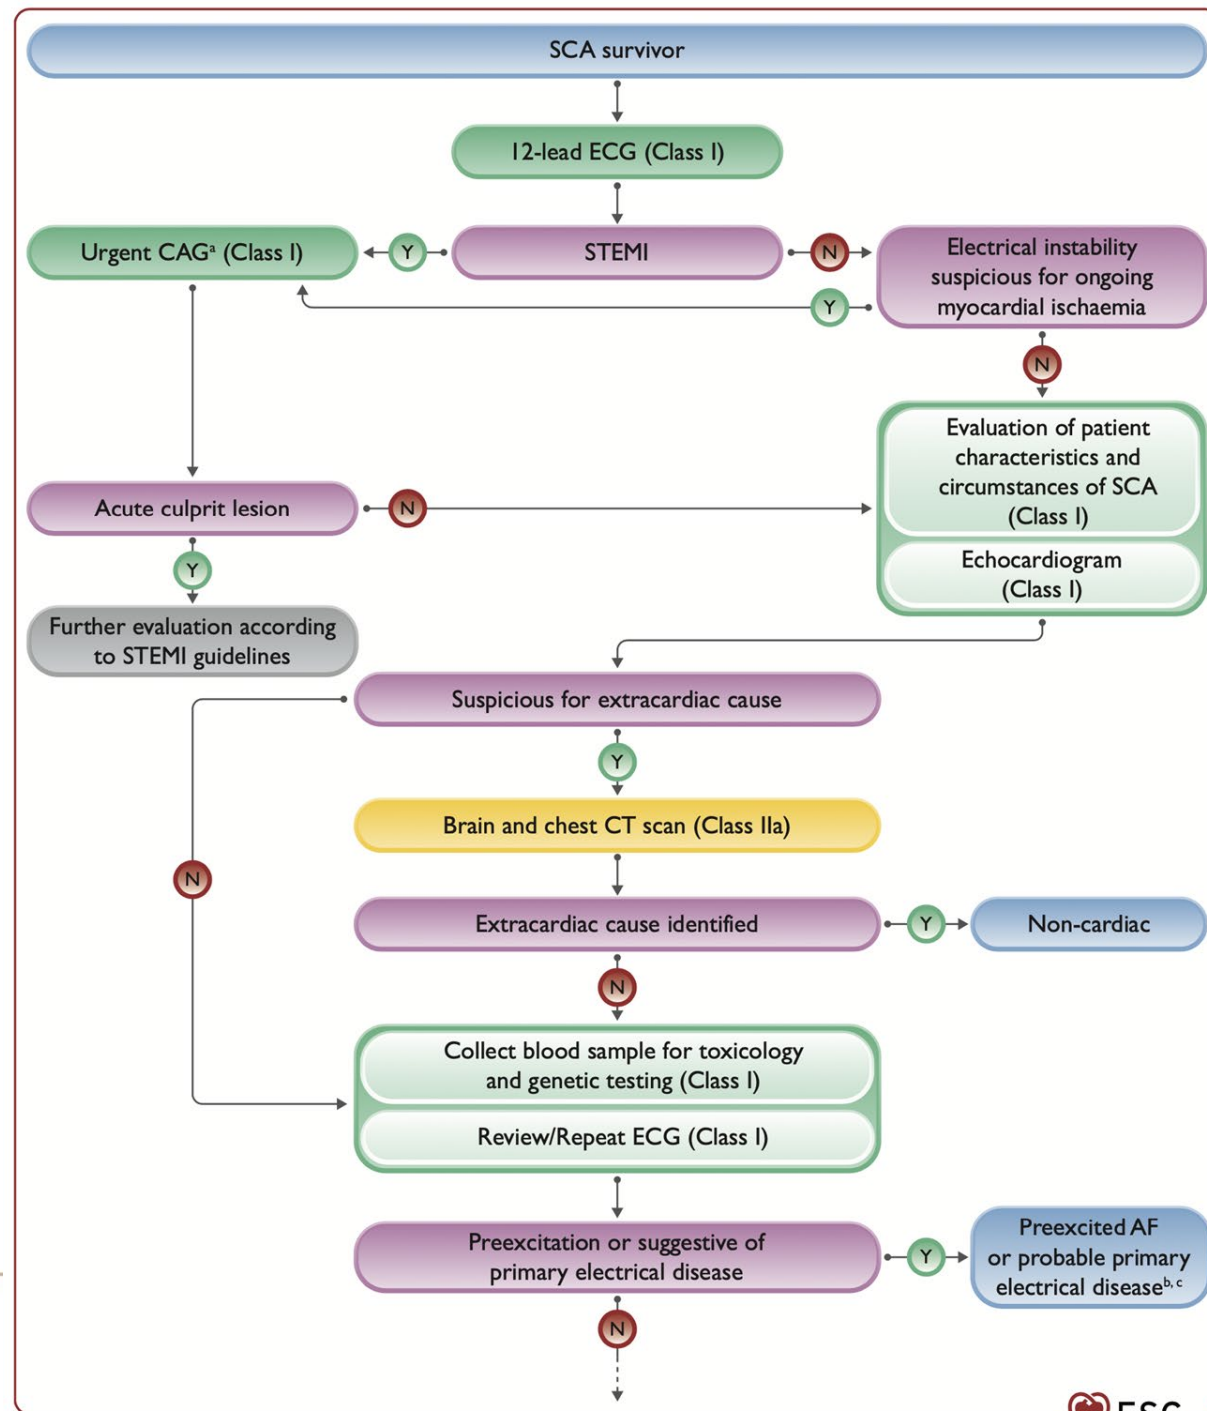 SCA survivor
12-lead ECG (Class I)
Urgent CAGᵃ (Class I)
Y
STEMI
N
Electrical instability
suspicious for ongoing
myocardial ischaemia
Y
N
Evaluation of patient
characteristics and
circumstances of SCA
(Class I)
Acute culprit lesion
N
Echocardiogram
(Class I)
Y
Further evaluation according
to STEMI guidelines
Suspicious for extracardiac cause
Y
Brain and chest CT scan (Class IIa)
N
Extracardiac cause identified
Y
Non-cardiac
N
Collect blood sample for toxicology
and genetic testing (Class I)
Review/Repeat ECG (Class I)
Preexcitation or suggestive of
primary electrical disease
Y
Preexcited AF
or probable primary
electrical diseaseᵇ,ᶜ
N
ESC